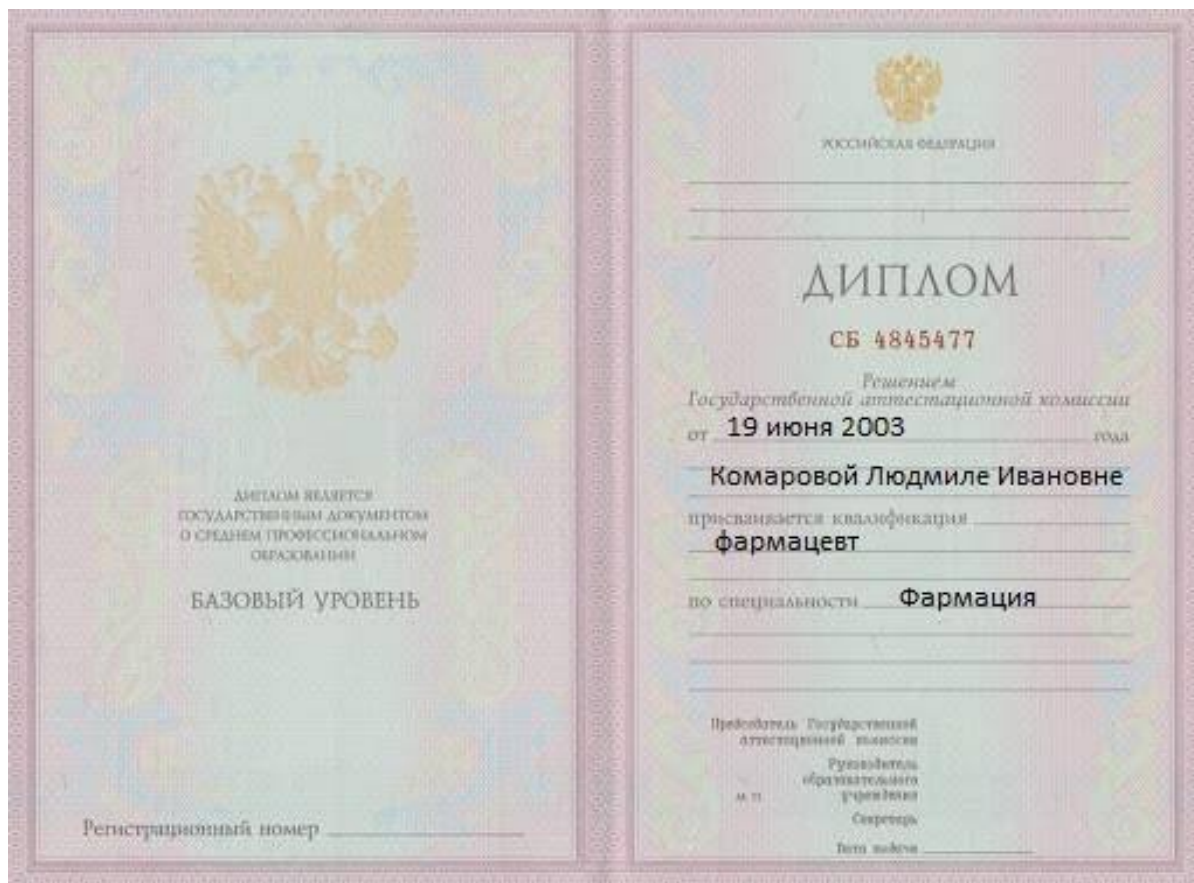 ДИПЛОМ ЯВЛЯЕТСЯ
ГОСУДАРСТВЕННЫМ ДОКУМЕНТОМ
О СРЕДНЕМ ПРОФЕССИОНАЛЬНОМ
ОБРАЗОВАНИИ
БАЗОВЫЙ УРОВЕНЬ
Регистрационный номер
РОССИЙСКАЯ ФЕДЕРАЦИЯ
ДИПЛОМ
СБ 4845477
Решением
Государственной аттестационной комиссии
от 19 июня 2003 года
Комаровой Людмиле Ивановне
присваивается квалификация
фармацевт
по специальности Фармация
Председатель Государственной
аттестационной комиссии
Руководитель
образовательного
М. П. учреждения
Секретарь
Дата выдачи